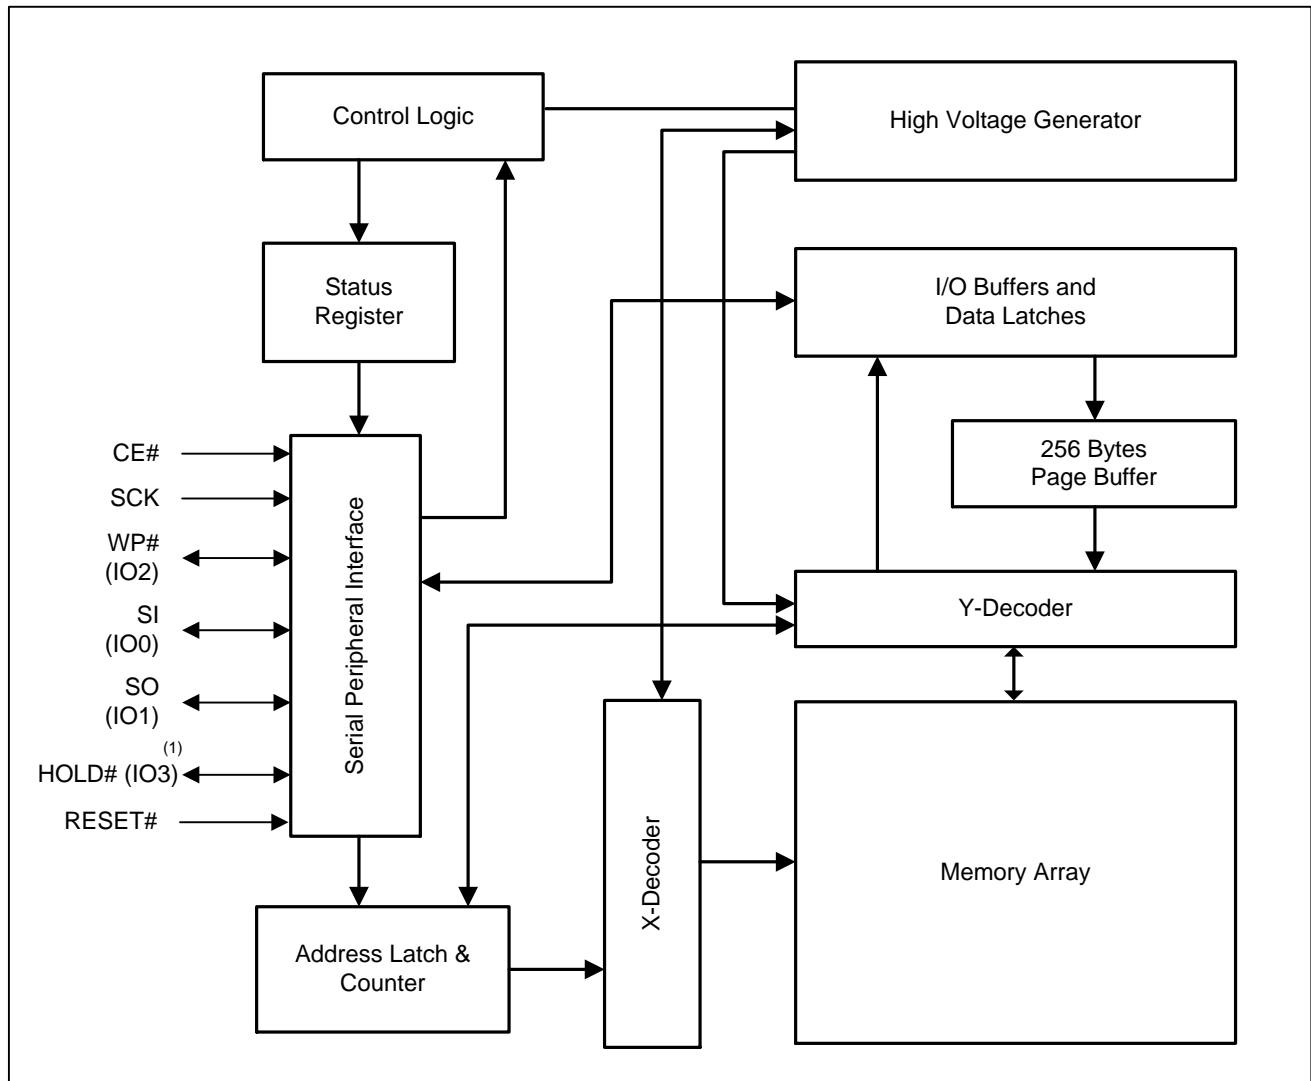 Control Logic
High Voltage Generator
Status
Register
I/O Buffers and
Data Latches
256 Bytes
Page Buffer
CE#
SCK
WP#
(IO2)
SI
(IO0)
SO
(IO1)
(1)
HOLD# (IO3)
RESET#
Serial Peripheral Interface
Y-Decoder
X-Decoder
Memory Array
Address Latch &
Counter